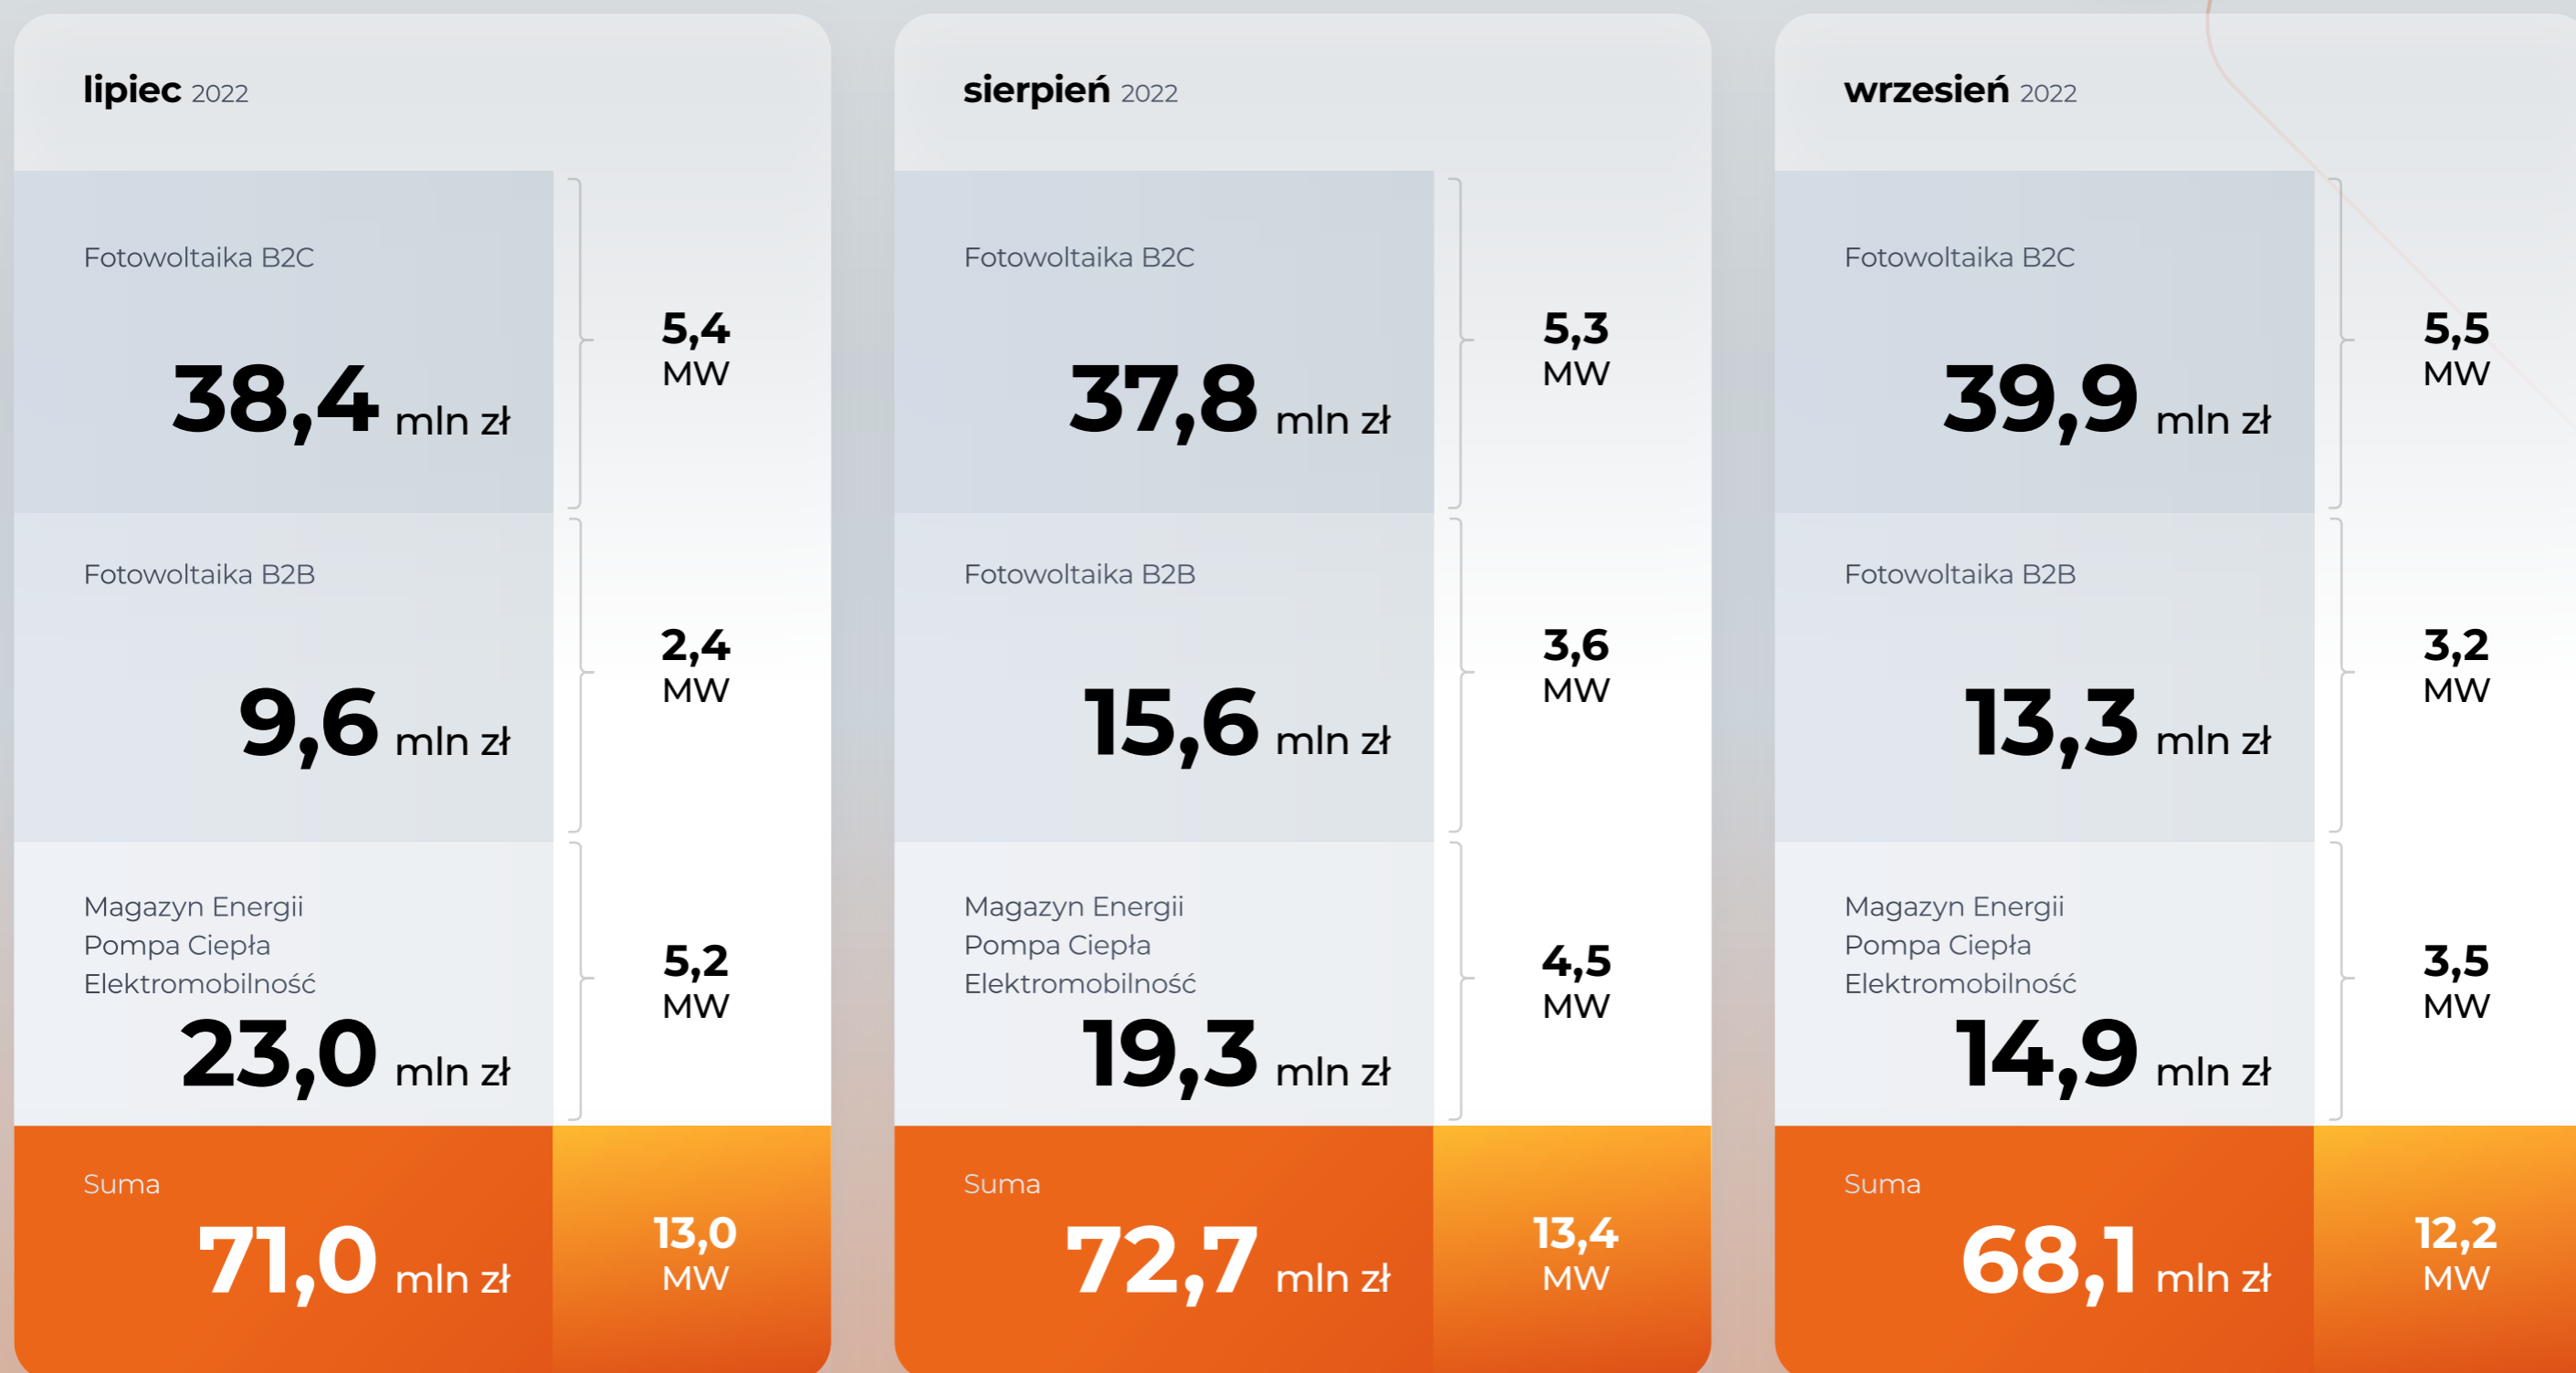 lipiec 2022
Fotowoltaika B2C
38,4 mln zł
5,4
MW
Fotowoltaika B2B
9,6 mln zł
2,4
MW
Magazyn Energii
Pompa Ciepła
Elektromobilność
23,0 mln zł
5,2
MW
Suma
71,0 mln zł
13,0
MW
sierpień 2022
Fotowoltaika B2C
37,8 mln zł
5,3
MW
Fotowoltaika B2B
15,6 mln zł
3,6
MW
Magazyn Energii
Pompa Ciepła
Elektromobilność
19,3 mln zł
4,5
MW
Suma
72,7 mln zł
13,4
MW
wrzesień 2022
Fotowoltaika B2C
39,9 mln zł
5,5
MW
Fotowoltaika B2B
13,3 mln zł
3,2
MW
Magazyn Energii
Pompa Ciepła
Elektromobilność
14,9 mln zł
3,5
MW
Suma
68,1 mln zł
12,2
MW